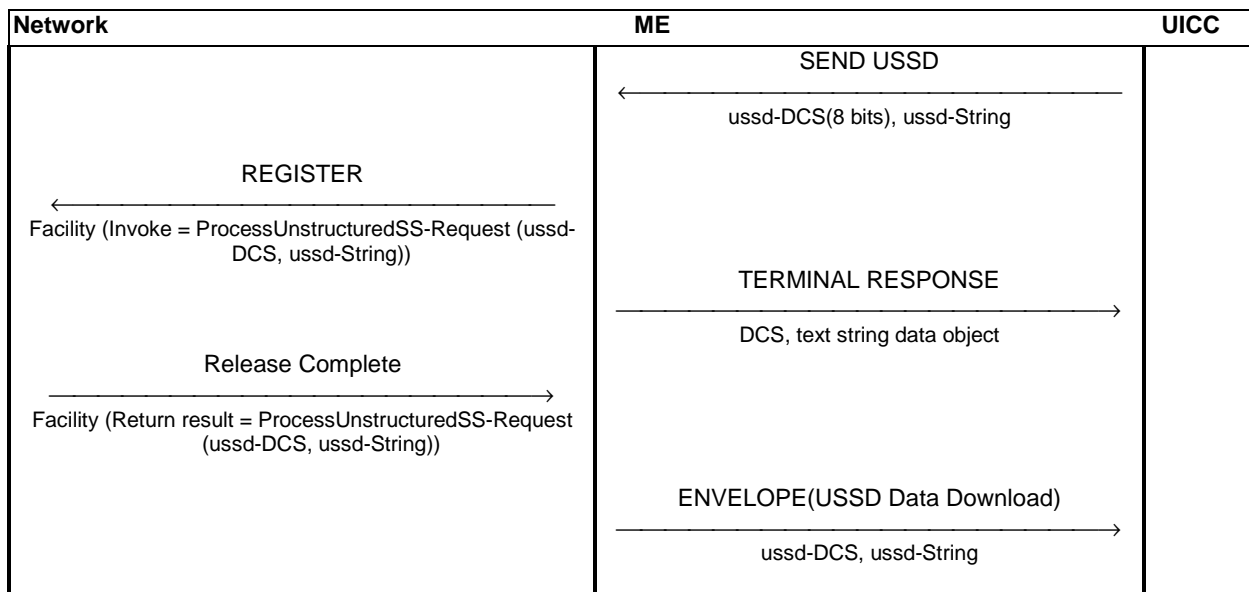 Network ME UICC
SEND USSD
ussd-DCS(8 bits), ussd-String
REGISTER
Facility (Invoke = ProcessUnstructuredSS-Request (ussd-
DCS, ussd-String))
TERMINAL RESPONSE
DCS, text string data object
Release Complete
Facility (Return result = ProcessUnstructuredSS-Request
(ussd-DCS, ussd-String))
ENVELOPE(USSD Data Download)
ussd-DCS, ussd-String